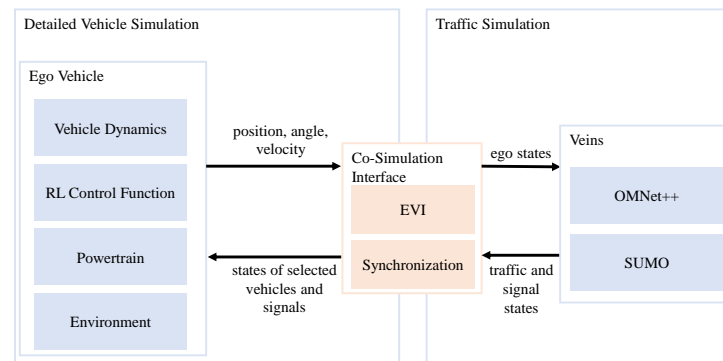 Detailed Vehicle Simulation
Traffic Simulation
Ego Vehicle
Vehicle Dynamics
RL Control Function
Powertrain
Environment
position, angle,
velocity
states of selected
vehicles and
signals
Co-Simulation
Interface
EVI
Synchronization
ego states
traffic and
signal
states
Veins
OMNet++
SUMO